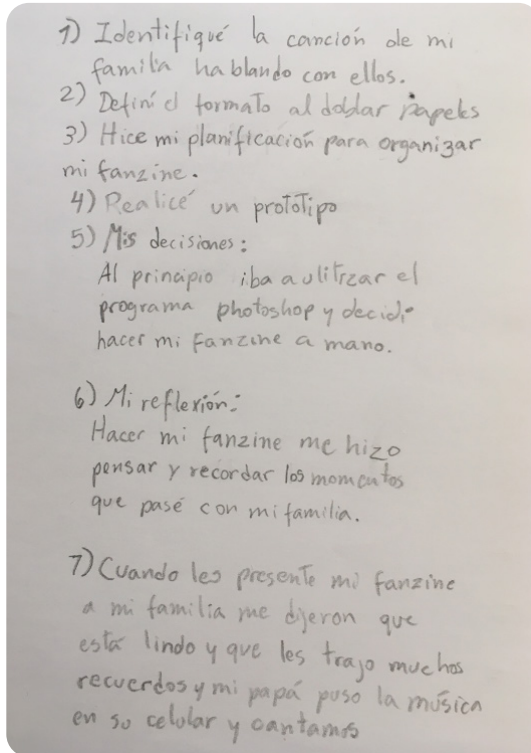 1) Identifiqué la canción de mi
familia hablando con ellos.
2) Definí el formato al doblar papeles
3) Hice mi planificación para organizar
mi fanzine.
4) Realicé un prototipo
5) Mis decisiones:
Al principio iba a ulitizar el
programa photoshop y decidi
hacer mi Fanzine a mano.
6) Mi reflexión:
Hacer mi fanzine me hizo
pensar y recordar los momentos
que pasé con mi familia.
7) Cuando les presente mi fanzine
a mi familia me dijeron que
está lindo y que les trajo muchos
recuerdos y mi papá puso la música
en su celular y cantamos